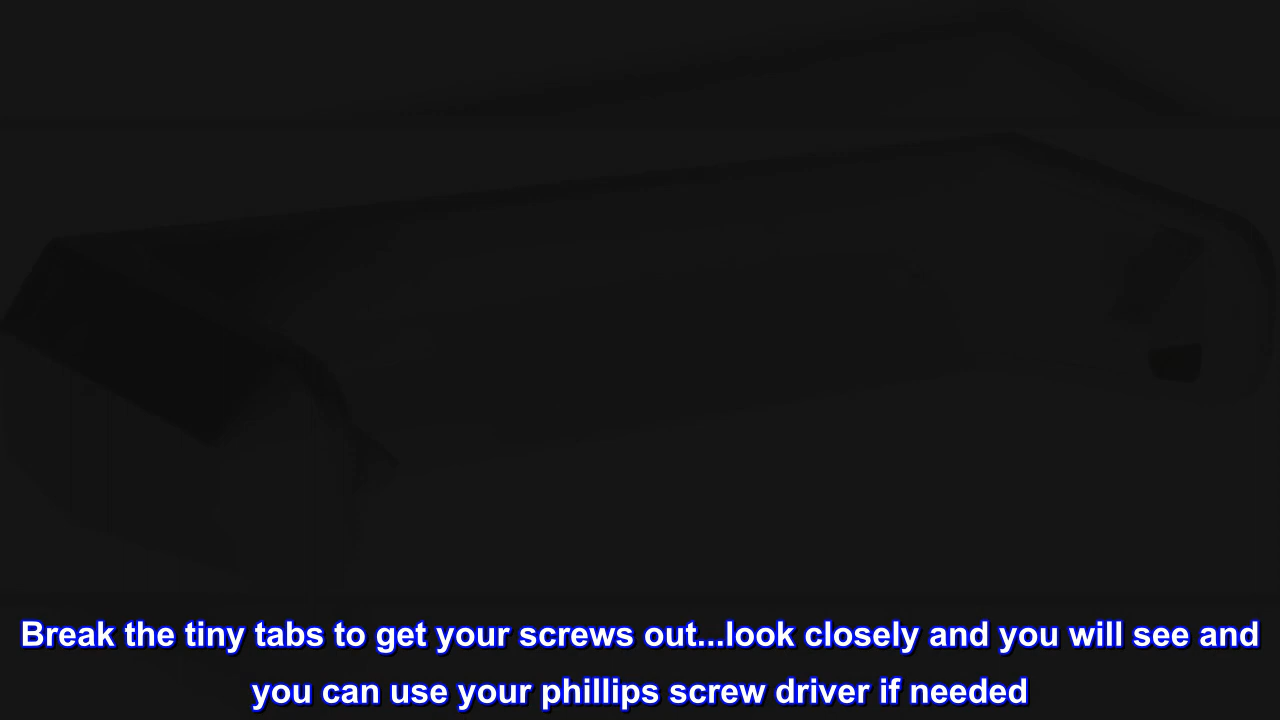 Break the tiny tabs to get your screws out...look closely and you will see and
you can use your phillips screw driver if needed